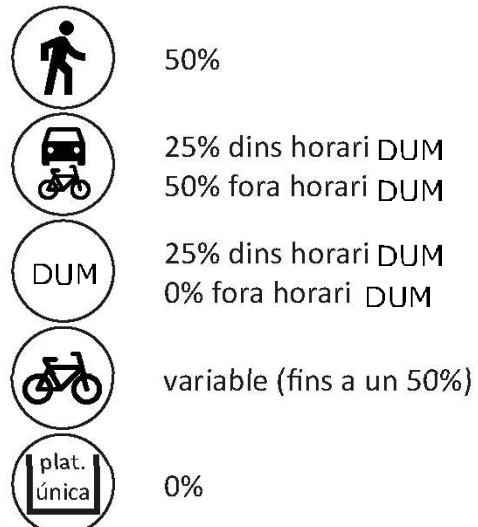 50%
25% dins horari DUM
50% fora horari DUM
DUM
25% dins horari DUM
0% fora horari DUM
variable (fins a un 50%)
plat.
única
0%